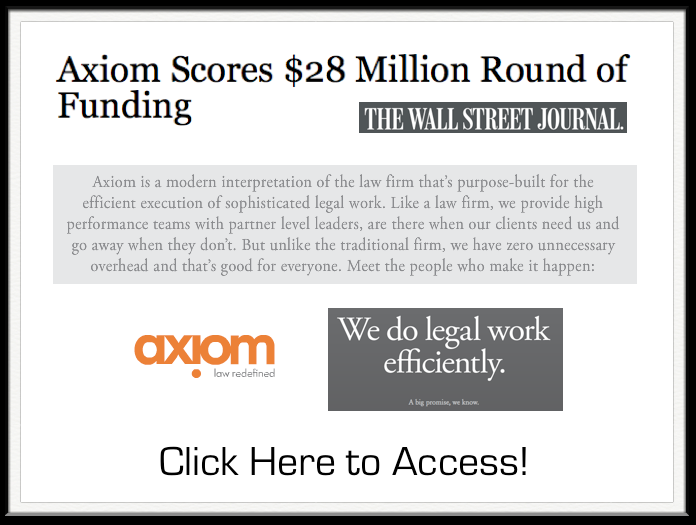 Axiom Scores $28 Million Round of
Funding
THE WALL STREET JOURNAL.
Axiom is a modern interpretation of the law firm that's purpose-built for the
efficient execution of sophisticated legal work. Like a law firm, we provide high
performance teams with partner level leaders, are there when our clients need us and
go away when they don't. But unlike the traditional firm, we have zero unnecessary
overhead and that's good for everyone. Meet the people who make it happen:
axiom
law redefined
We do legal work
efficiently.
A big promise, we know.
Click Here to Access!